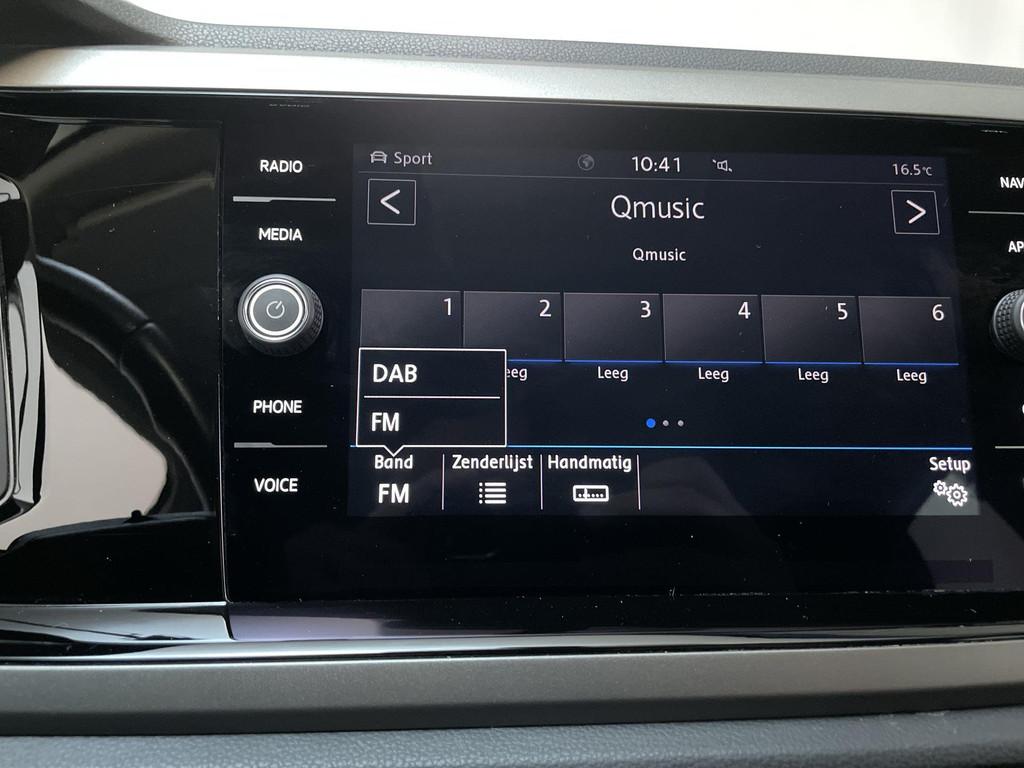 RADIO
MEDIA
PHONE
VOICE
Sport
10:41
16.5°C
<
Qmusic
>
Qmusic
1 2 3 4 5 6
Leeg Leeg Leeg Leeg
DAB
FM
Band
FM
Zenderlijst
Handmatig
Setup
NAV